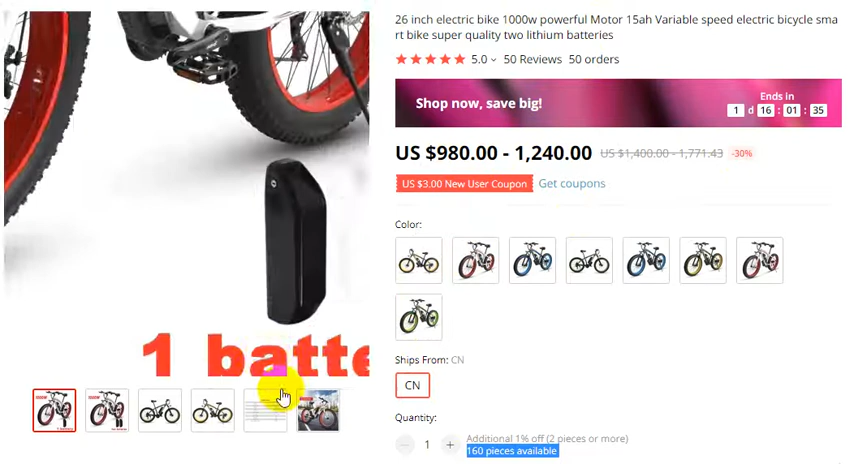 26 inch electric bike 1000w powerful Motor 15ah Variable speed electric bicycle sma
rt bike super quality two lithium batteries
5.0 50 Reviews 50 orders
Shop now, save big!
Ends in
1 d 16 : 01 : 35
US $980.00 - 1,240.00 US $1,400.00 - 1,771.43 -30%
US $3.00 New User Coupon Get coupons
Color:
1 batte
Ships From: CN
CN
Quantity:
1
Additional 1% off (2 pieces or more)
160 pieces available